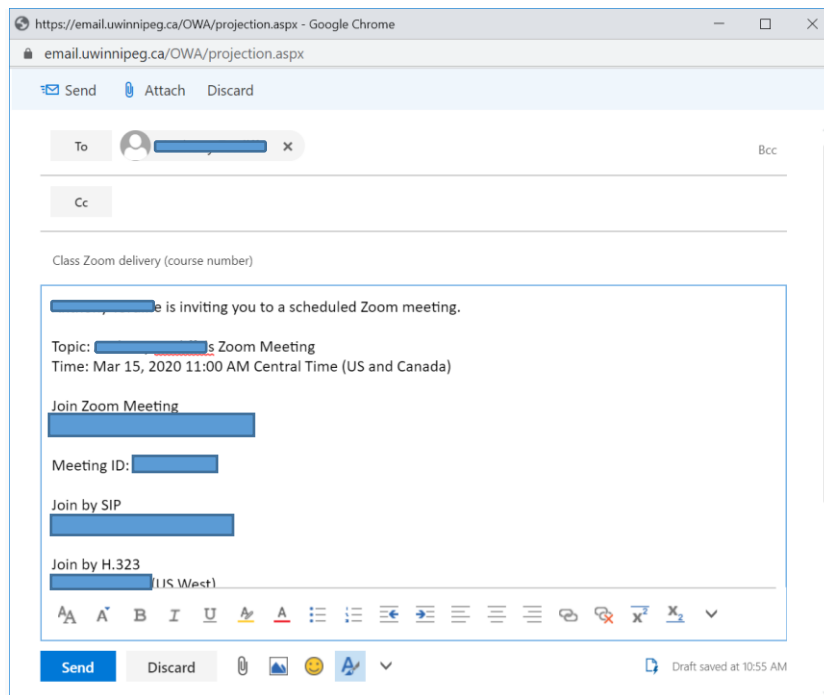 https://email.uwinnipeg.ca/OWA/projection.aspx - Google Chrome
email.uwinnipeg.ca/OWA/projection.aspx
Send Attach Discard
To
Bcc
Cc
Class Zoom delivery (course number)
is inviting you to a scheduled Zoom meeting.
Topic: Zoom Meeting
Time: Mar 15, 2020 11:00 AM Central Time (US and Canada)
Join Zoom Meeting
Meeting ID:
Join by SIP
Join by H.323
(US West)
AA A B I U A A x² X₂
Send Discard Draft saved at 10:55 AM